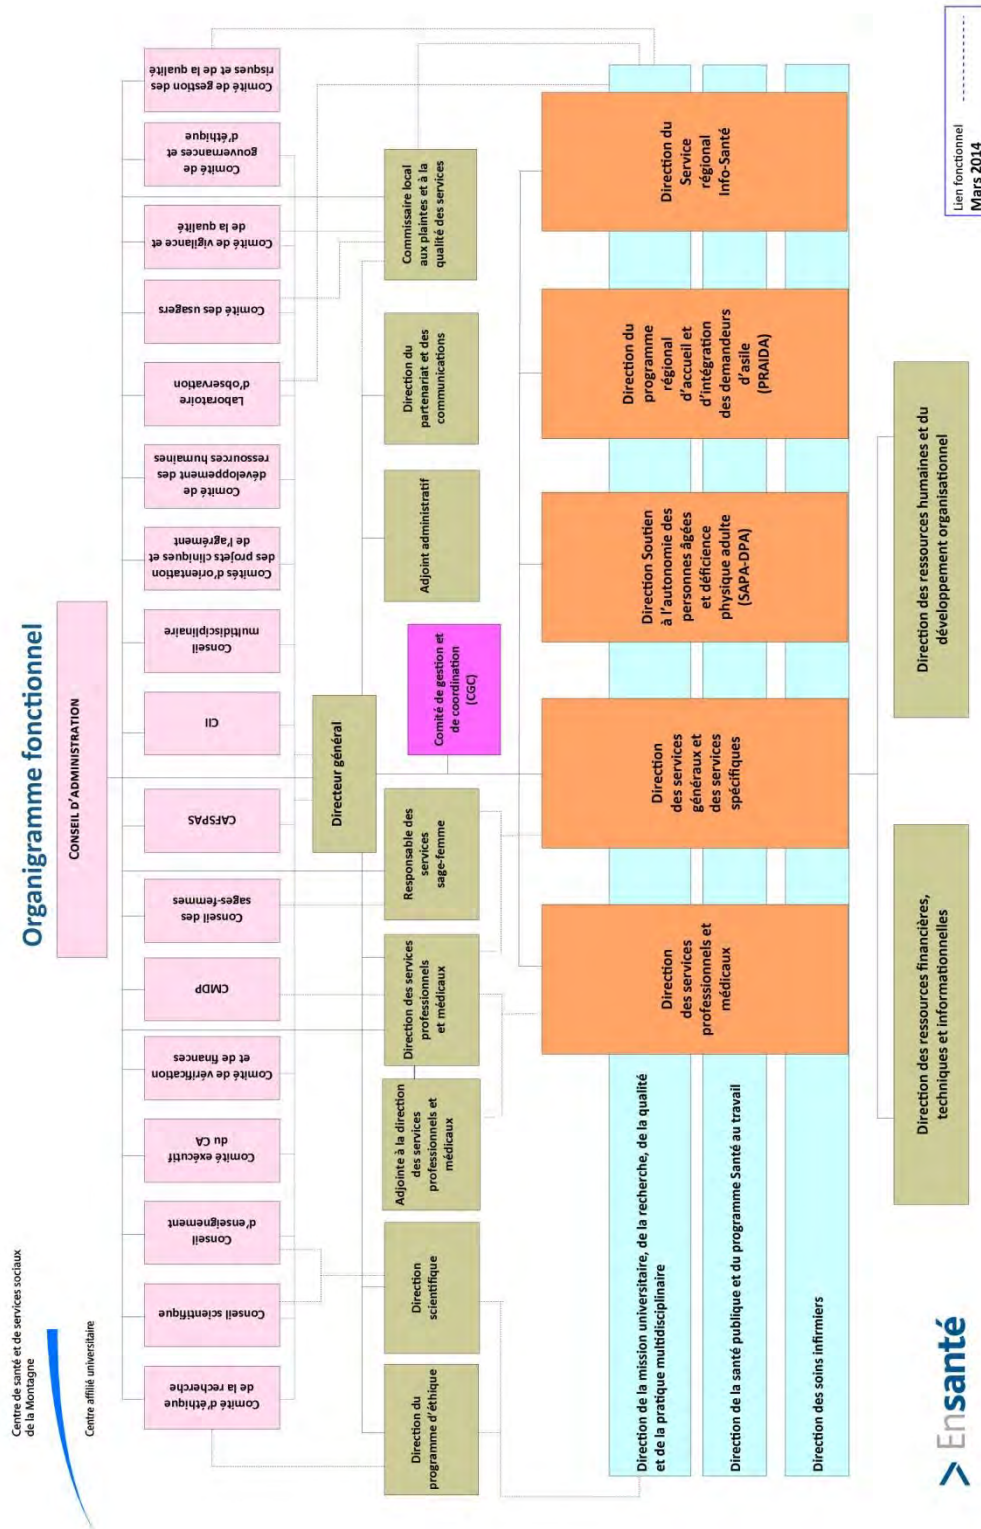 Centre de santé et de services sociaux
de la Montagne
Centre affilié universitaire
Organigramme fonctionnel
CONSEIL D'ADMINISTRATION
Comité d'éthique
de la recherche
Conseil scientifique
Conseil
d'enseignement
Comité exécutif
du CA
Comité de vérification
et de finances
CMDP
Conseil des
sages-femmes
CAFSPAS
CII
Conseil
multidisciplinaire
Comités d'orientation
des projets cliniques et
de l'agrément
Comité de
développement des
ressources humaines
Laboratoire
d'observation
Comité des usagers
Comité de vigilance et
de la qualité
Comité de
gouvernances et
d'éthique
Comité de gestion des
risques et de la qualité
Directeur général
Direction du
programme d'éthique
Direction
scientifique
Adjointe à la direction
des services
professionnels et
médicaux
Direction des services
professionnels
et médicaux
Responsable des
services
sage-femme
Comité de gestion et
de coordination
(CGC)
Adjoint administratif
Direction du
partenariat et des
communications
Commissaire local
aux plaintes et à la
qualité des services
Direction
des services
professionnels et
médicaux
Direction
des services
généraux et
des services
spécifiques
Direction Soutien
à l'autonomie des
personnes âgées
et déficience
physique adulte
(SAPA-DPA)
Direction du
programme
régional
d'accueil et
d'intégration
des demandeurs
d'asile
(PRAIDA)
Direction du
Service
régional
Info-Santé
Direction de la mission universitaire, de la recherche, de la qualité
et de la pratique multidisciplinaire
Direction de la santé publique et du programme Santé au travail
Direction des soins infirmiers
Direction des ressources financières,
techniques et informationnelles
Direction des ressources humaines et du
développement organisationnel
> Ensanté
Lien fonctionnel
Mars 2014